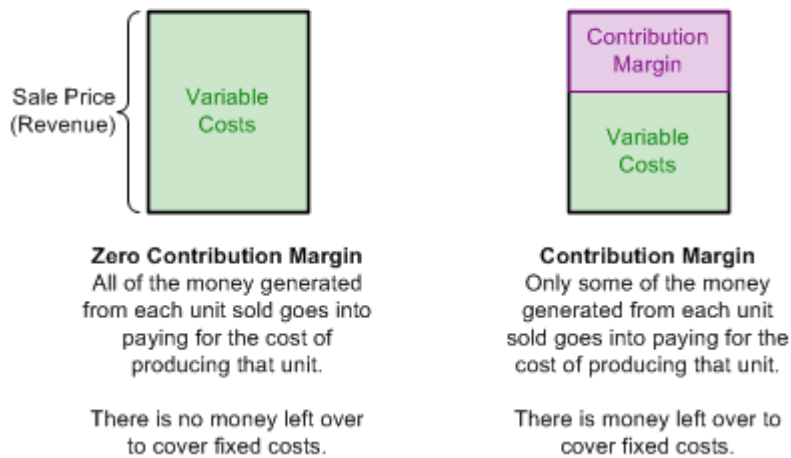 Sale Price
(Revenue)
Variable
Costs
Zero Contribution Margin
All of the money generated
from each unit sold goes into
paying for the cost of
producing that unit.
There is no money left over
to cover fixed costs.
Contribution
Margin
Variable
Costs
Contribution Margin
Only some of the money
generated from each unit
sold goes into paying for the
cost of producing that unit.
There is money left over to
cover fixed costs.